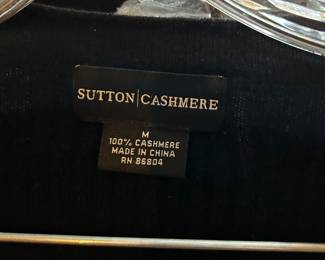 SUTTON|CASHMERE
M
100% CASHMERE
MADE IN CHINA
RN 86804